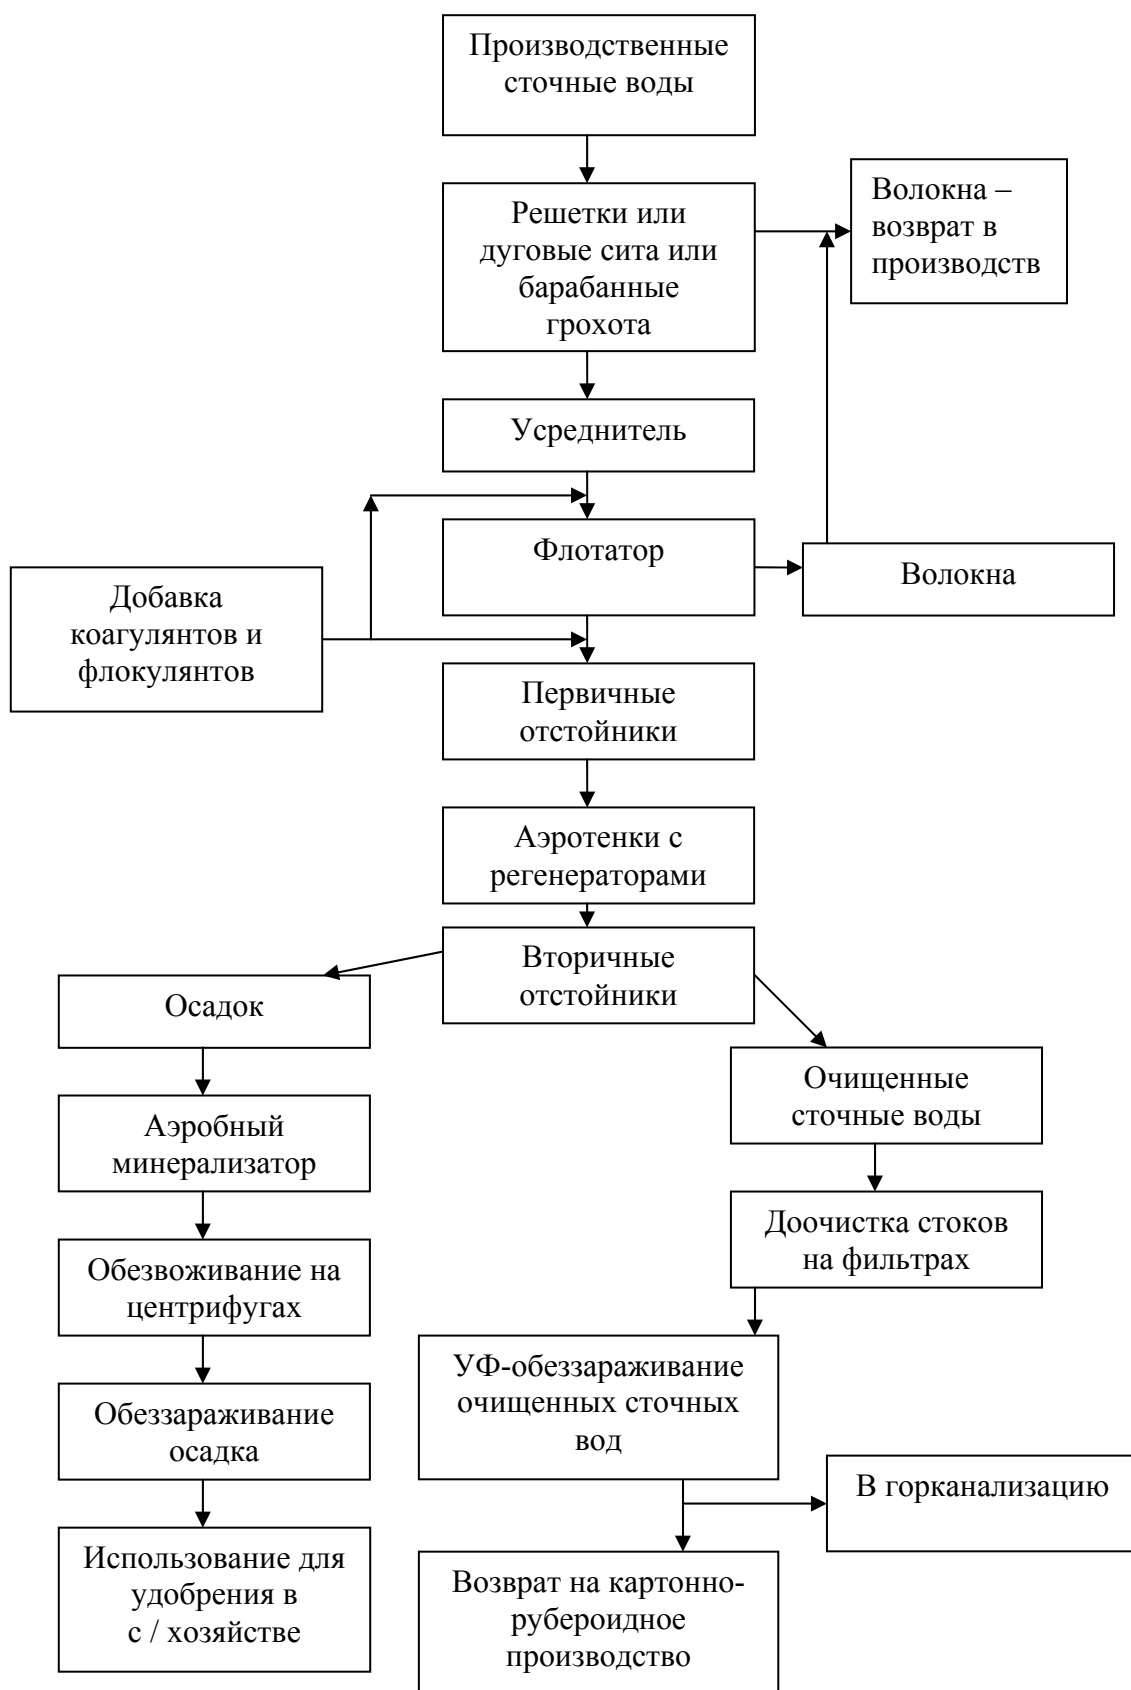 Производственные
сточные воды
Решетки или
дуговые сита или
барабанные
грохота
Волокна –
возврат в
производств
Усреднитель
Флотатор
Волокна
Добавка
коагулянтов и
флокулянтов
Первичные
отстойники
Аэротенки с
регенераторами
Вторичные
отстойники
Осадок
Аэробный
минерализатор
Обезвоживание на
центрифугах
Обеззараживание
осадка
Использование для
удобрения в
с / хозяйстве
Очищенные
сточные воды
Доочистка стоков
на фильтрах
УФ-обеззараживание
очищенных сточных
вод
В горканализацию
Возврат на картонно-
рубероидное
производство